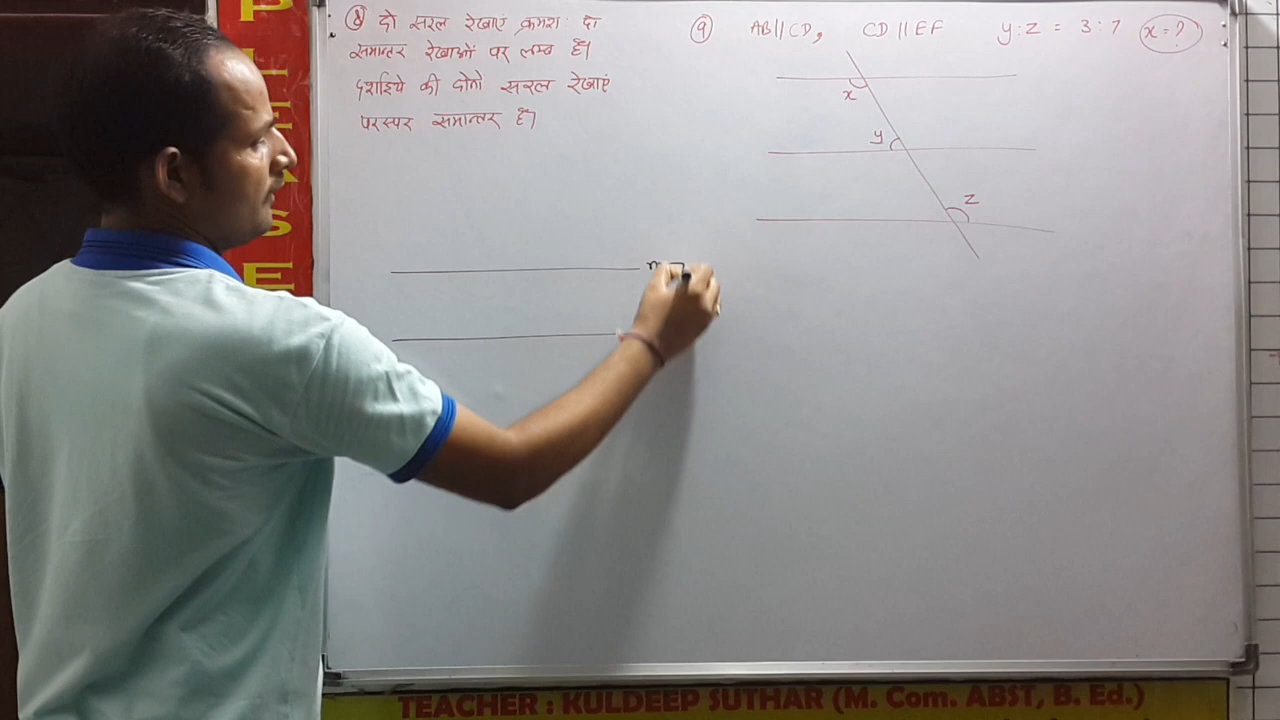 ⑧ दो सरल रेखाए क्रमशः दो
समान्तर रेखाओं पर लम्ब है।
दर्शाइये की दोनो सरल रेखाएं
परस्पर समान्तर है।
⑨ AB||CD, CD||EF y:z = 3:7 x=?
x
y
z
m
PLEASE
TEACHER : KULDEEP SUTHAR (M. Com. ABST, B. Ed.)